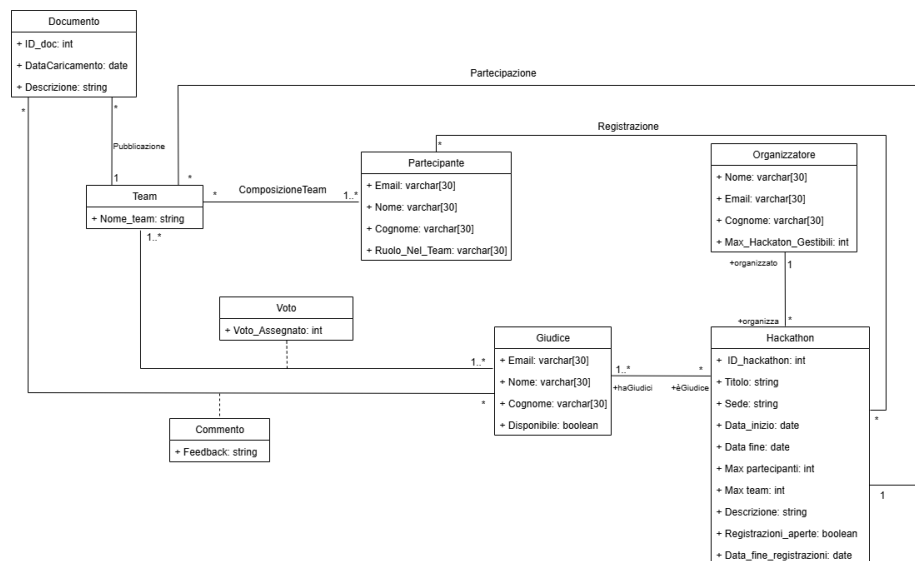 Documento
+ ID_doc: int
+ DataCaricamento: date
+ Descrizione: string
*
*
Pubblicazione
1
Partecipazione
*
Registrazione
*
Team
+ Nome_team: string
*
ComposizioneTeam
1..*
1..*
Partecipante
+ Email: varchar[30]
+ Nome: varchar[30]
+ Cognome: varchar[30]
+ Ruolo_Nel_Team: varchar[30]
Organizzatore
+ Nome: varchar[30]
+ Email: varchar[30]
+ Cognome: varchar[30]
+ Max_Hackaton_Gestibili: int
+organizzato
1
+organizza
*
Voto
+ Voto_Assegnato: int
1..*
*
Commento
+ Feedback: string
Giudice
+ Email: varchar[30]
+ Nome: varchar[30]
+ Cognome: varchar[30]
+ Disponibile: boolean
1..*
*
+haGiudici
+èGiudice
Hackathon
+ ID_hackathon: int
+ Titolo: string
+ Sede: string
+ Data_inizio: date
+ Data fine: date
+ Max partecipanti: int
+ Max team: int
+ Descrizione: string
+ Registrazioni_aperte: boolean
+ Data_fine_registrazioni: date
*
1